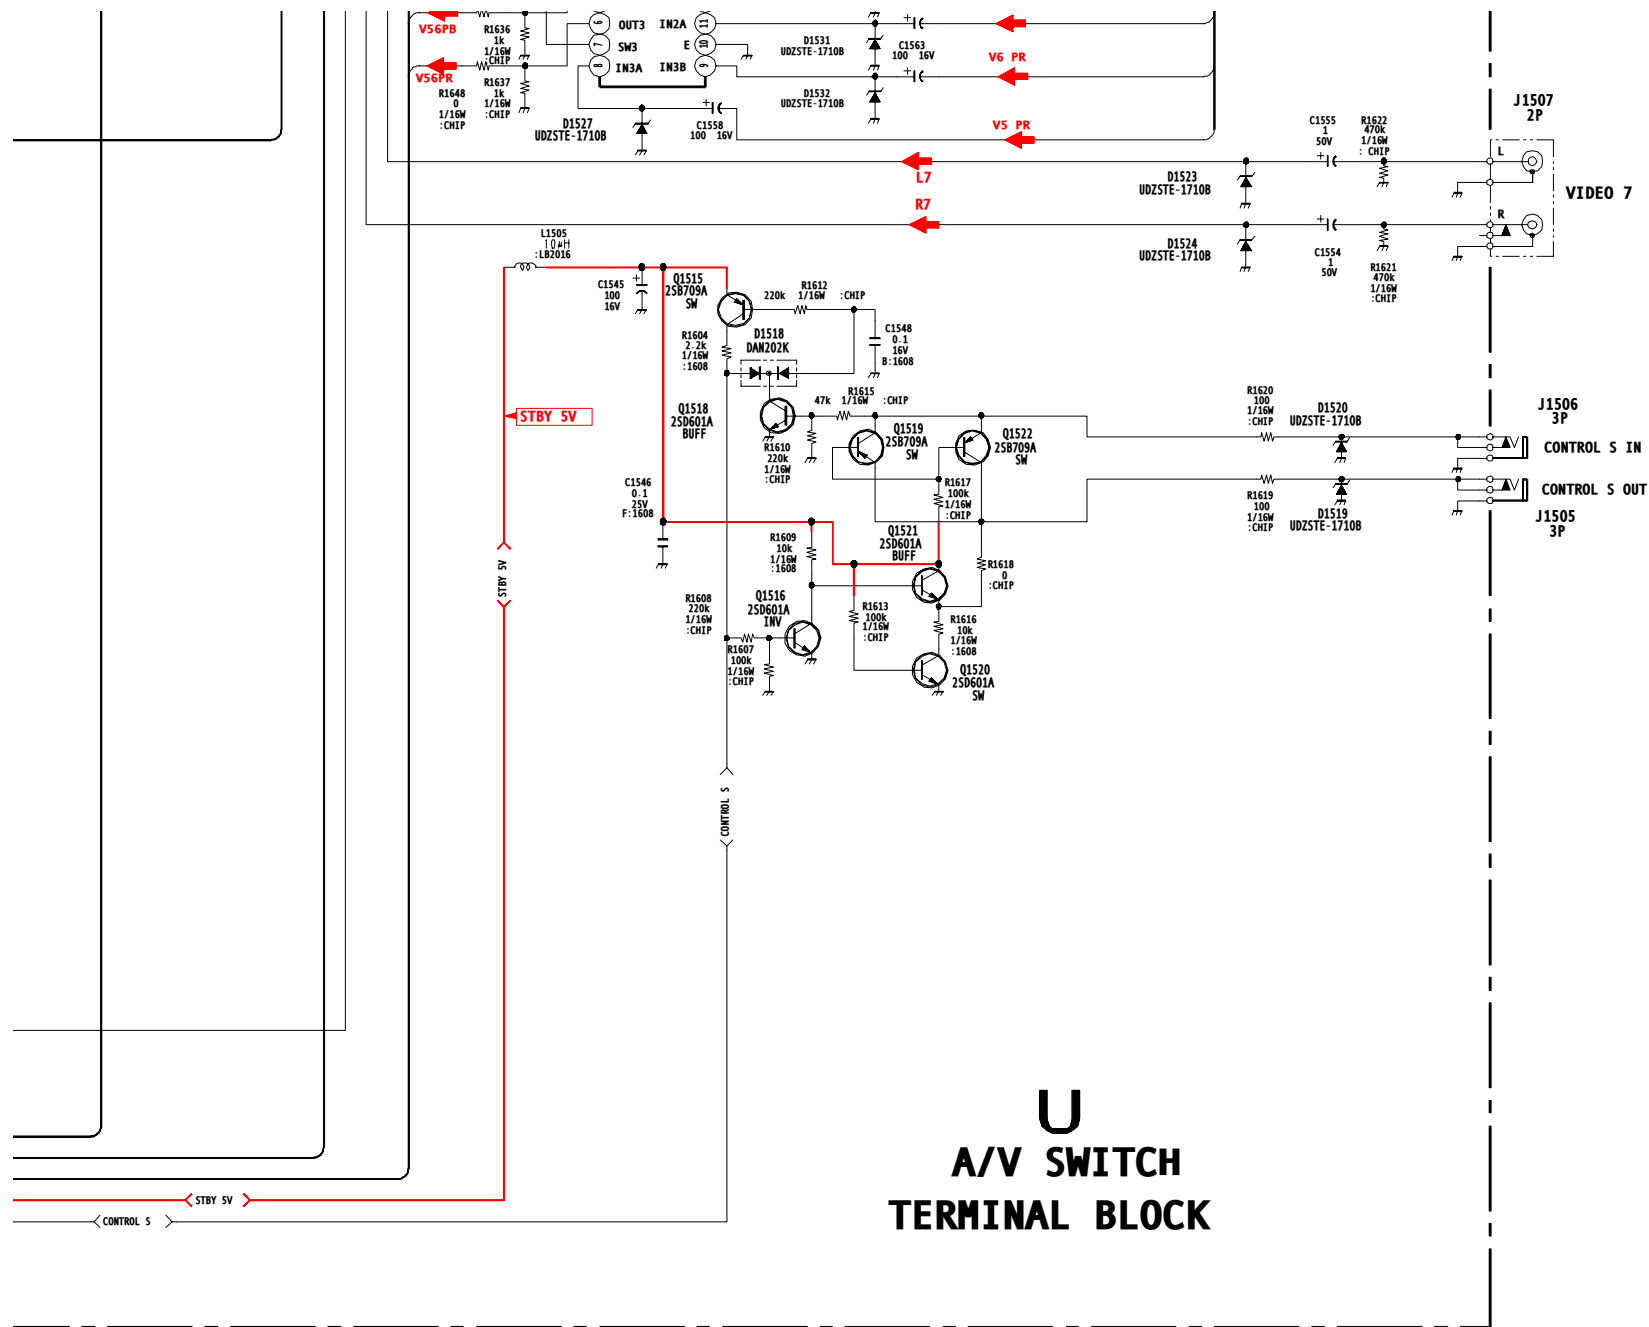 V56PB
R1636
1k
1/16W
:CHIP
6
OUT3
IN2A
11
7
SW3
E
10
8
IN3A
IN3B
9
D1531
UDZSTE-1710B
C1563
100 16V
V6 PR
V56PR
R1648
0
1/16W
:CHIP
R1637
1k
1/16W
:CHIP
D1532
UDZSTE-1710B
D1527
UDZSTE-1710B
C1558
100 16V
V5 PR
J1507
2P
C1555
1
50V
R1622
470k
1/16W
: CHIP
L
L7
D1523
UDZSTE-1710B
VIDEO 7
R7
R
D1524
UDZSTE-1710B
C1554
1
50V
R1621
470k
1/16W
:CHIP
L1505
10µH
:LB2016
C1545
100
16V
Q1515
2SB709A
SW
220k
R1612
1/16W
:CHIP
R1604
2.2k
1/16W
:1608
D1518
DAN202K
C1548
0.1
16V
B:1608
STBY 5V
Q1518
2SD601A
BUFF
47k
R1615
1/16W
:CHIP
R1610
220k
1/16W
:CHIP
Q1519
2SB709A
SW
Q1522
2SB709A
SW
R1620
100
1/16W
:CHIP
D1520
UDZSTE-1710B
J1506
3P
CONTROL S IN
C1546
0.1
25V
F:1608
R1617
100k
1/16W
:CHIP
R1619
100
1/16W
:CHIP
D1519
UDZSTE-1710B
CONTROL S OUT
J1505
3P
R1609
10k
1/16W
:1608
Q1521
2SD601A
BUFF
R1618
0
:CHIP
STBY 5V
R1608
220k
1/16W
:CHIP
Q1516
2SD601A
INV
R1613
100k
1/16W
:CHIP
R1616
10k
1/16W
:1608
R1607
100k
1/16W
:CHIP
Q1520
2SD601A
SW
CONTROL S
U
A/V SWITCH
TERMINAL BLOCK
STBY 5V
CONTROL S